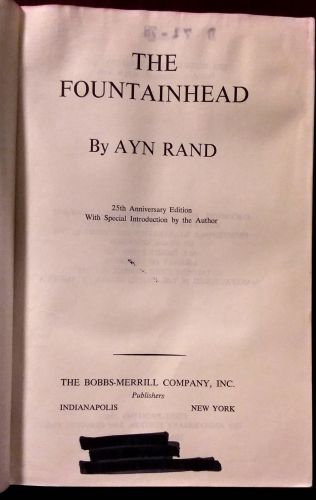 THE
FOUNTAINHEAD
By AYN RAND
25th Anniversary Edition
With Special Introduction by the Author
THE BOBBS-MERRILL COMPANY, INC.
Publishers
INDIANAPOLIS NEW YORK